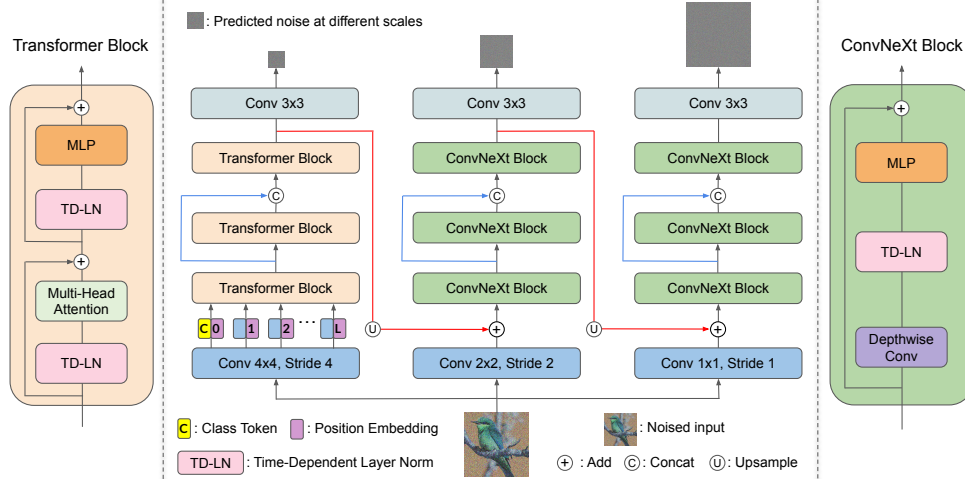 Transformer Block
MLP
TD-LN
Multi-Head
Attention
TD-LN
: Predicted noise at different scales
Conv 3x3
Transformer Block
C
Transformer Block
Transformer Block
C 0 1 2 ... L
Conv 4x4, Stride 4
U
Conv 3x3
ConvNeXt Block
C
ConvNeXt Block
ConvNeXt Block
Conv 2x2, Stride 2
U
Conv 3x3
ConvNeXt Block
C
ConvNeXt Block
ConvNeXt Block
Conv 1x1, Stride 1
C : Class Token
: Position Embedding
: Noised input
TD-LN : Time-Dependent Layer Norm
+ : Add
C : Concat
U : Upsample
ConvNeXt Block
MLP
TD-LN
Depthwise
Conv